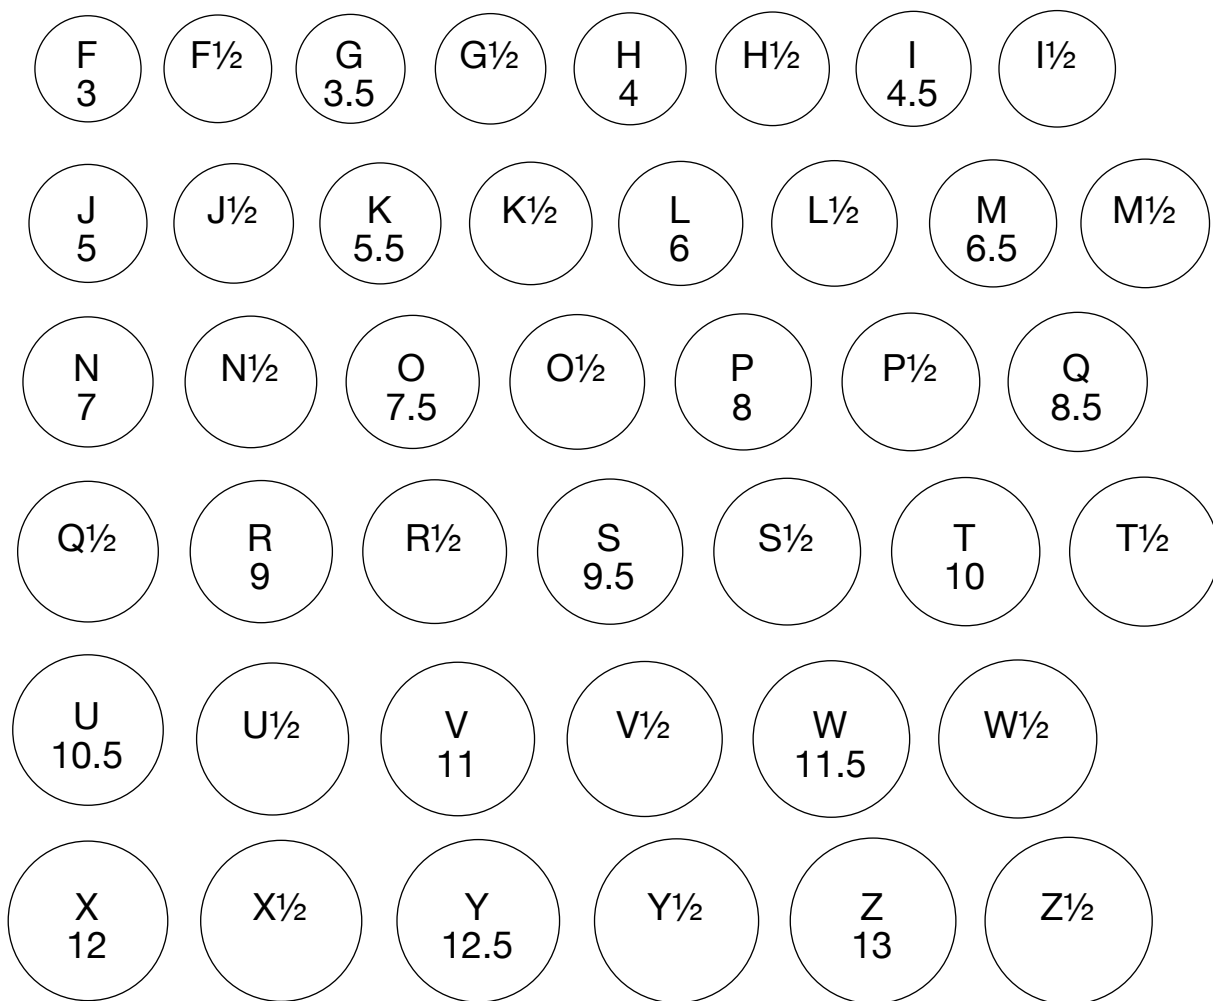 F F½ G G½ H H½ I I½
3 3.5 4 4.5
J J½ K K½ L L½ M M½
5 5.5 6 6.5
N N½ O O½ P P½ Q
7 7.5 8 8.5
Q½ R R½ S S½ T T½
9 9.5 10
U U½ V V½ W W½
10.5 11 11.5
X X½ Y Y½ Z Z½
12 12.5 13